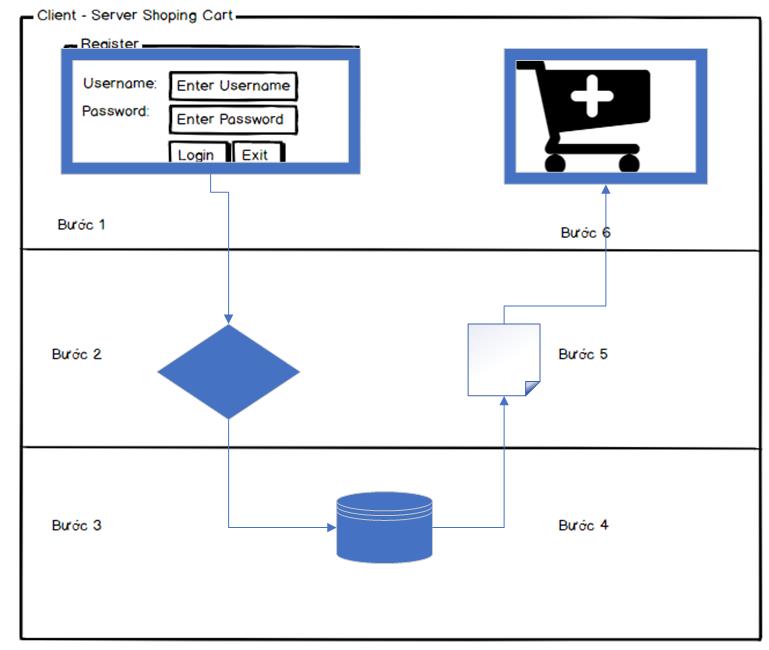 Client - Server Shoping Cart
Register
Username: Enter Username
Password: Enter Password
Login Exit
Bước 1
Bước 6
Bước 2
Bước 5
Bước 3
Bước 4